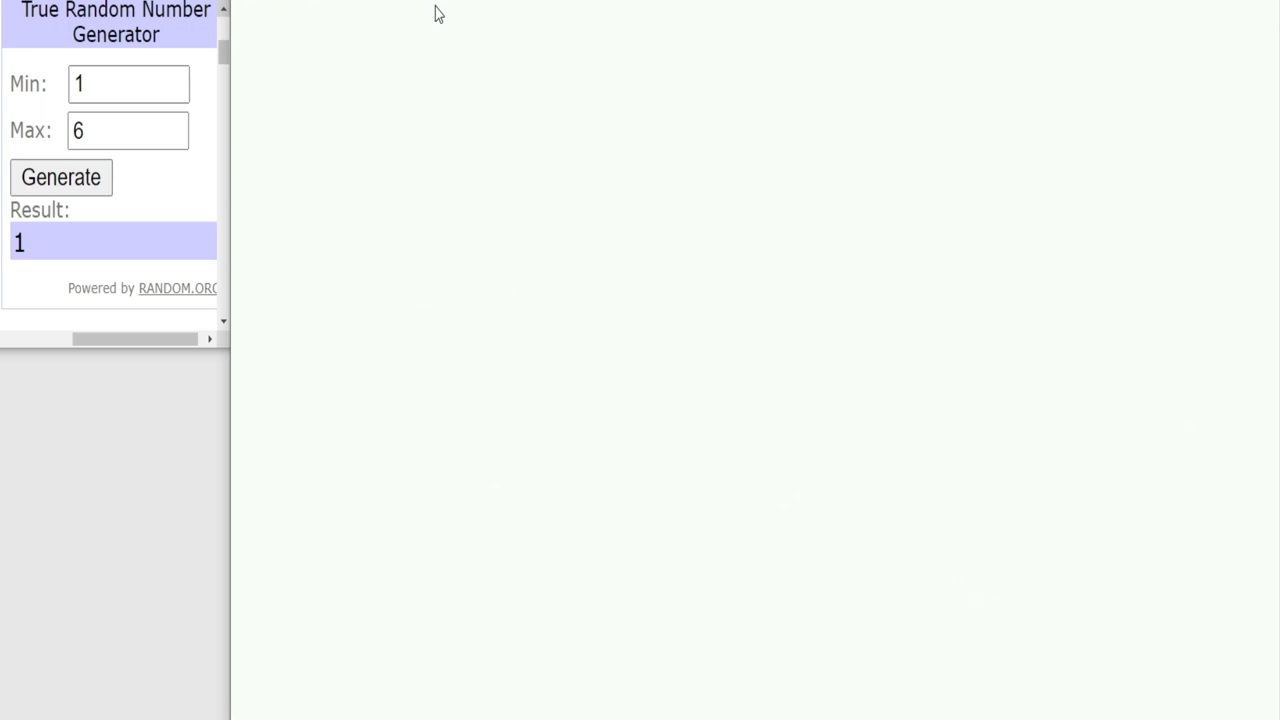 True Random Number
Generator
Min: 1
Max: 6
Generate
Result:
1
Powered by RANDOM.ORG